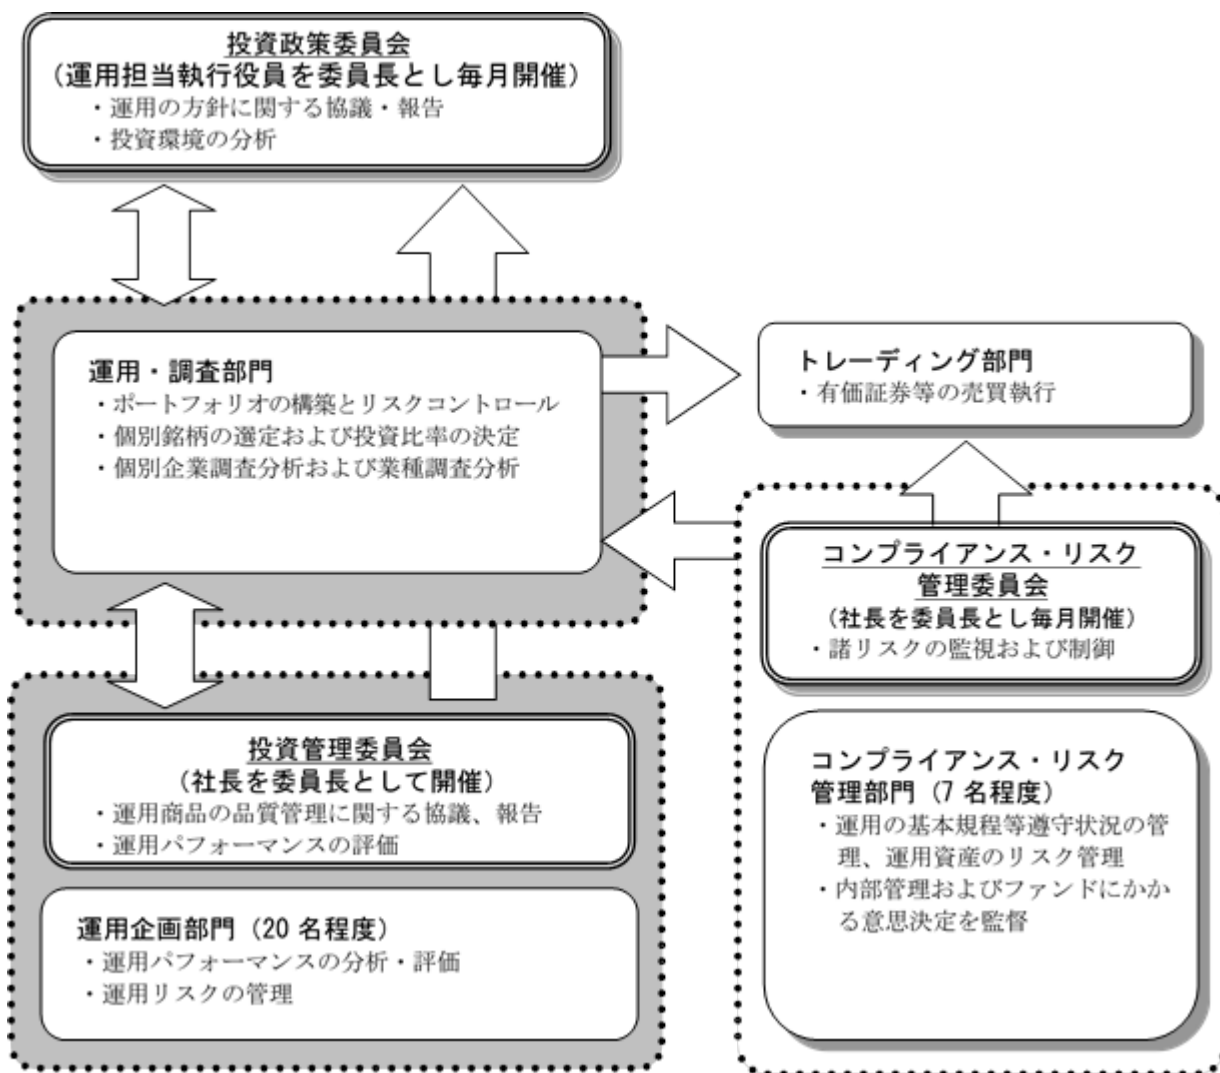 投資政策委員会
（運用担当執行役員を委員長とし毎月開催）
・運用の方針に関する協議・報告
・投資環境の分析
運用・調査部門
・ポートフォリオの構築とリスクコントロール
・個別銘柄の選定および投資比率の決定
・個別企業調査分析および業種調査分析
トレーディング部門
・有価証券等の売買執行
コンプライアンス・リスク
管理委員会
（社長を委員長とし毎月開催）
・諸リスクの監視および制御
コンプライアンス・リスク
管理部門（7 名程度）
・運用の基本規程等遵守状況の管
理、運用資産のリスク管理
・内部管理およびファンドにかか
る意思決定を監督
投資管理委員会
（社長を委員長として開催）
・運用商品の品質管理に関する協議、報告
・運用パフォーマンスの評価
運用企画部門（20 名程度）
・運用パフォーマンスの分析・評価
・運用リスクの管理